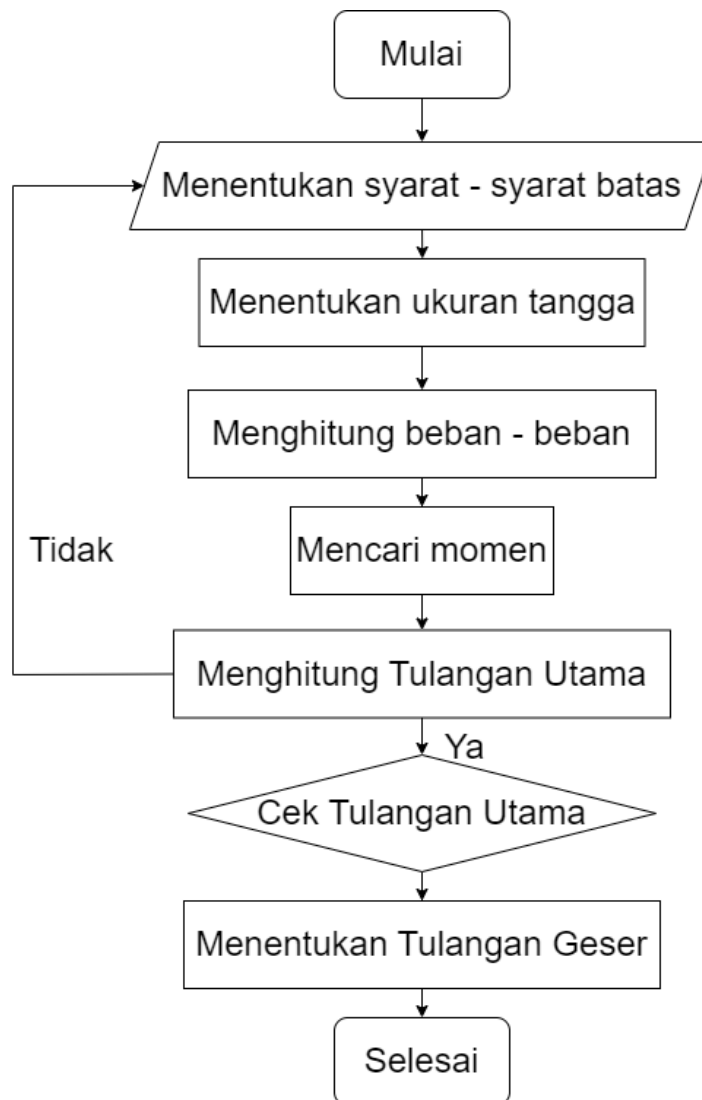 Mulai
Menentukan syarat - syarat batas
Menentukan ukuran tangga
Menghitung beban - beban
Mencari momen
Tidak
Menghitung Tulangan Utama
Ya
Cek Tulangan Utama
Menentukan Tulangan Geser
Selesai